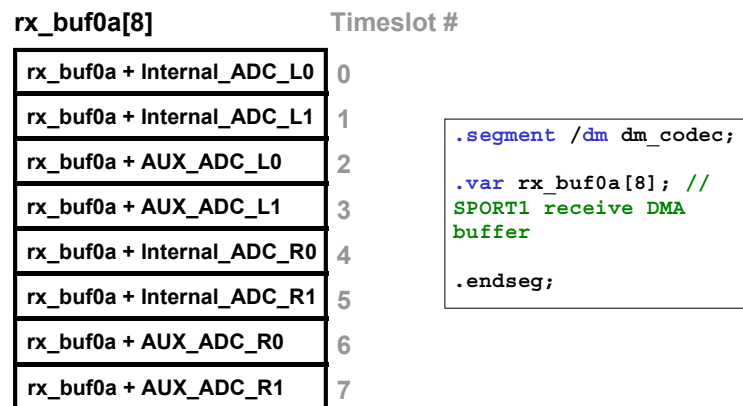 rx_buf0a[8] Timeslot #
rx_buf0a + Internal_ADC_L0 0
rx_buf0a + Internal_ADC_L1 1
rx_buf0a + AUX_ADC_L0 2
rx_buf0a + AUX_ADC_L1 3
rx_buf0a + Internal_ADC_R0 4
rx_buf0a + Internal_ADC_R1 5
rx_buf0a + AUX_ADC_R0 6
rx_buf0a + AUX_ADC_R1 7
.segment /dm dm_codec;
.var rx_buf0a[8]; //
SPORT1 receive DMA
buffer
.endseg;